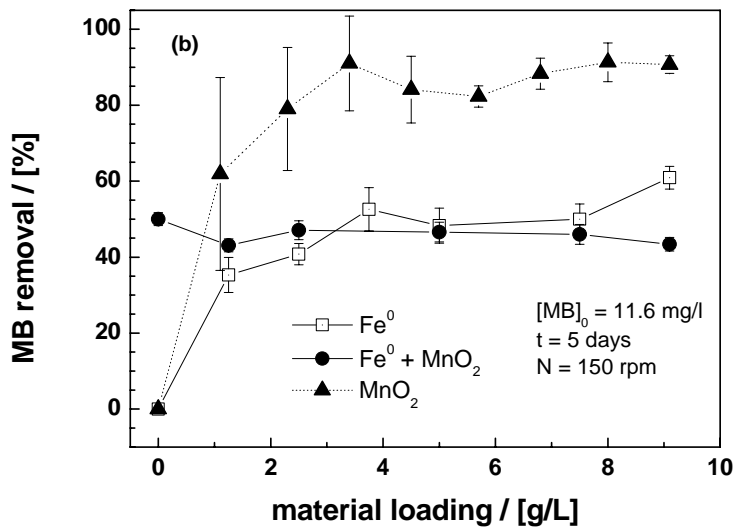 (b)
100
80
60
40
20
0
MB removal / [%]
Fe⁰
Fe⁰ + MnO₂
MnO₂
[MB]₀ = 11.6 mg/l
t = 5 days
N = 150 rpm
0 2 4 6 8 10
material loading / [g/L]